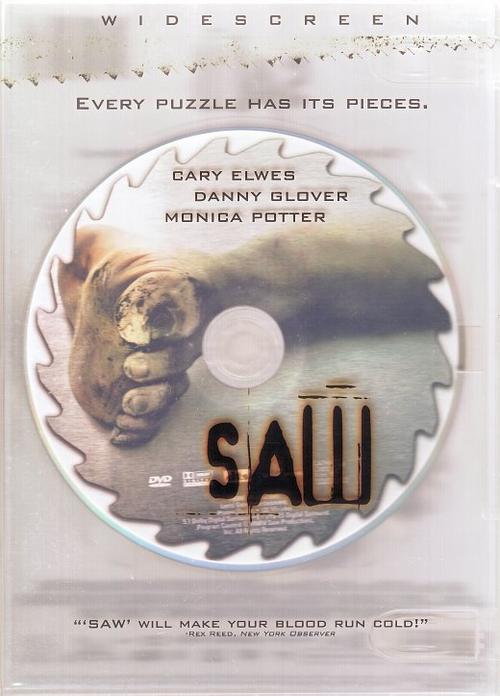 WIDESCREEN
EVERY PUZZLE HAS ITS PIECES.
CARY ELWES
DANNY GLOVER
MONICA POTTER
SAW
DVD
"'SAW' WILL MAKE YOUR BLOOD RUN COLD!"
-REX REED, NEW YORK OBSERVER